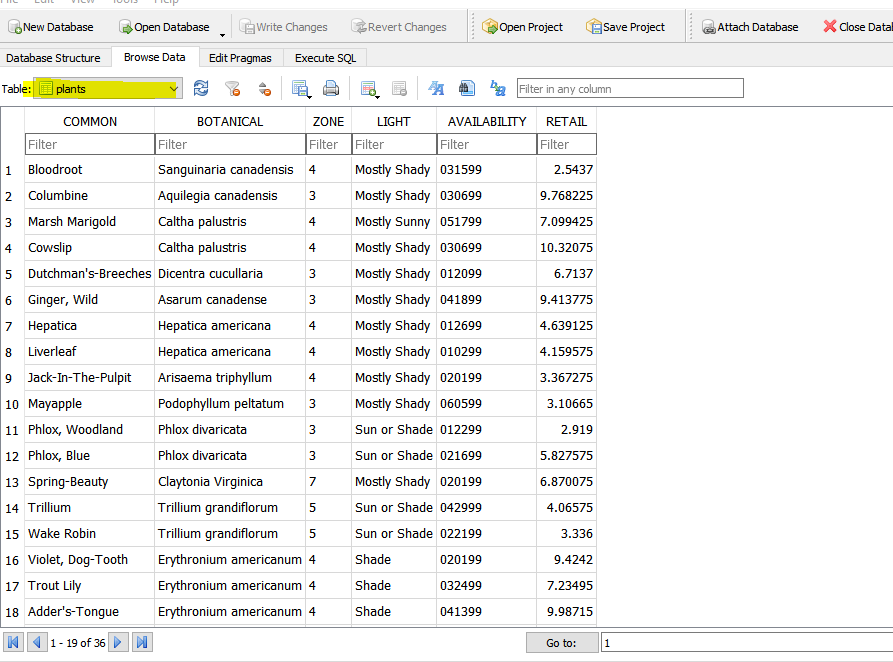 File View Tools Help
New Database Open Database Write Changes Revert Changes Open Project Save Project Attach Database Close Data
Database Structure Browse Data Edit Pragmas Execute SQL
Table: plants Filter in any column
COMMON BOTANICAL ZONE LIGHT AVAILABILITY RETAIL
Filter Filter Filter Filter Filter Filter
1 Bloodroot Sanguinaria canadensis 4 Mostly Shady 031599 2.5437
2 Columbine Aquilegia canadensis 3 Mostly Shady 030699 9.768225
3 Marsh Marigold Caltha palustris 4 Mostly Sunny 051799 7.099425
4 Cowslip Caltha palustris 4 Mostly Shady 030699 10.32075
5 Dutchman's-Breeches Dicentra cucullaria 3 Mostly Shady 012099 6.7137
6 Ginger, Wild Asarum canadense 3 Mostly Shady 041899 9.413775
7 Hepatica Hepatica americana 4 Mostly Shady 012699 4.639125
8 Liverleaf Hepatica americana 4 Mostly Shady 010299 4.159575
9 Jack-In-The-Pulpit Arisaema triphyllum 4 Mostly Shady 020199 3.367275
10 Mayapple Podophyllum peltatum 3 Mostly Shady 060599 3.10665
11 Phlox, Woodland Phlox divaricata 3 Sun or Shade 012299 2.919
12 Phlox, Blue Phlox divaricata 3 Sun or Shade 021699 5.827575
13 Spring-Beauty Claytonia Virginica 7 Mostly Shady 020199 6.870075
14 Trillium Trillium grandiflorum 5 Sun or Shade 042999 4.06575
15 Wake Robin Trillium grandiflorum 5 Sun or Shade 022199 3.336
16 Violet, Dog-Tooth Erythronium americanum 4 Shade 020199 9.4242
17 Trout Lily Erythronium americanum 4 Shade 032499 7.23495
18 Adder's-Tongue Erythronium americanum 4 Shade 041399 9.98715
1 - 19 of 36 Go to: 1